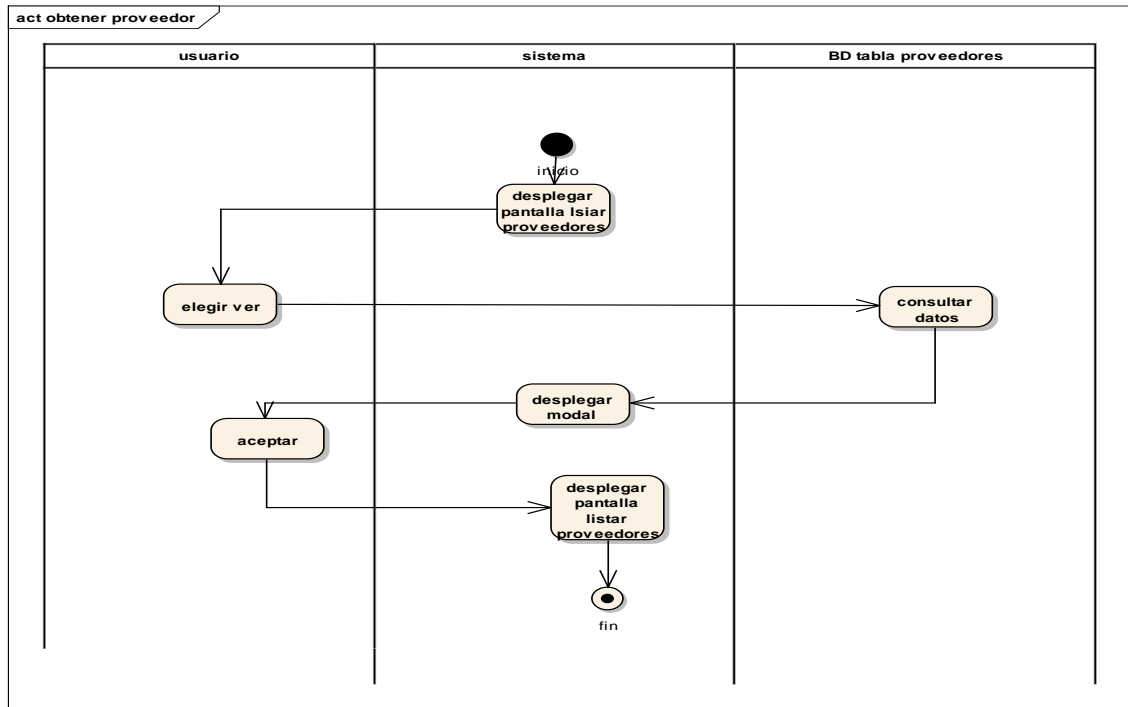 act obtener proveedor
usuario
sistema
BD tabla proveedores
inicio
desplegar
pantalla lsiar
proveedores
elegir ver
consultar
datos
desplegar
modal
aceptar
desplegar
pantalla
listar
proveedores
fin